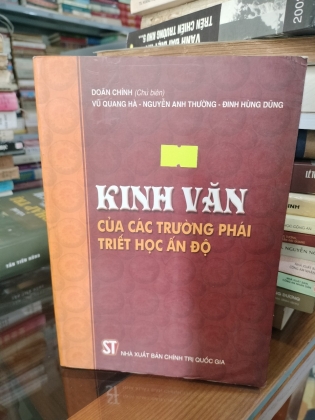 DOÃN CHÍNH (Chủ biên)
VŨ QUANG HÀ - NGUYỄN ANH THƯỜNG - ĐINH HÙNG DŨNG
KINH VĂN
CỦA CÁC TRƯỜNG PHÁI
TRIẾT HỌC ẤN ĐỘ
ST
NHÀ XUẤT BẢN CHÍNH TRỊ QUỐC GIA